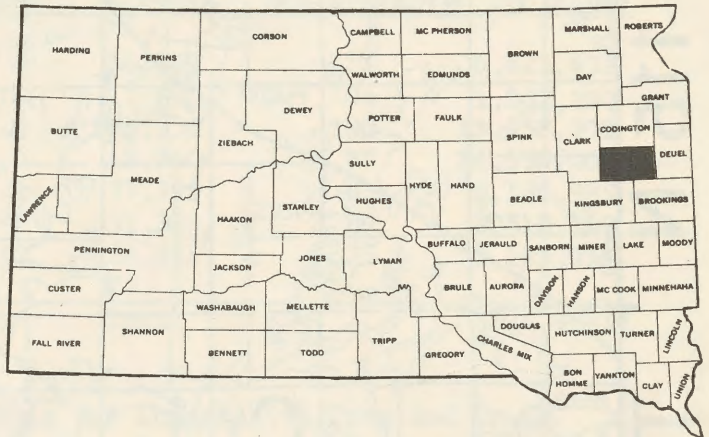 HARDING
PERKINS
CORSON
CAMPBELL
MC PHERSON
BROWN
MARSHALL
ROBERTS
WALWORTH
EDMUNDS
DAY
GRANT
BUTTE
MEADE
ZIEBACH
DEWEY
POTTER
FAULK
SPINK
CLARK
CODINGTON
DEUEL
SULLY
HYDE
HAND
LAWRENCE
HAAKON
STANLEY
HUGHES
BEADLE
KINGSBURY
BROOKINGS
PENNINGTON
JACKSON
JONES
LYMAN
BUFFALO
JERAULD
SANBORN
MINER
LAKE
MOODY
CUSTER
WASHABAUGH
MELLETTE
BRULE
AURORA
DAVISON
HANSON
MC COOK
MINNEHAHA
FALL RIVER
SHANNON
BENNETT
TODD
TRIPP
GREGORY
CHARLES MIX
DOUGLAS
HUTCHINSON
TURNER
LINCOLN
BON
HOMME
YANKTON
CLAY
UNION